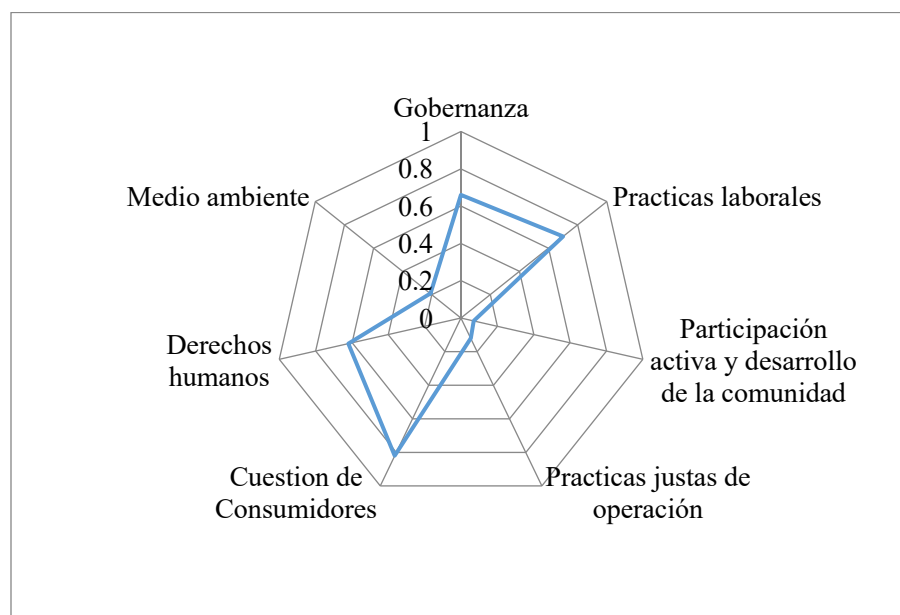 Gobernanza
1
0.8
0.6
0.4
0.2
0
Practicas laborales
Participación
activa y desarrollo
de la comunidad
Practicas justas de
operación
Cuestion de
Consumidores
Derechos
humanos
Medio ambiente